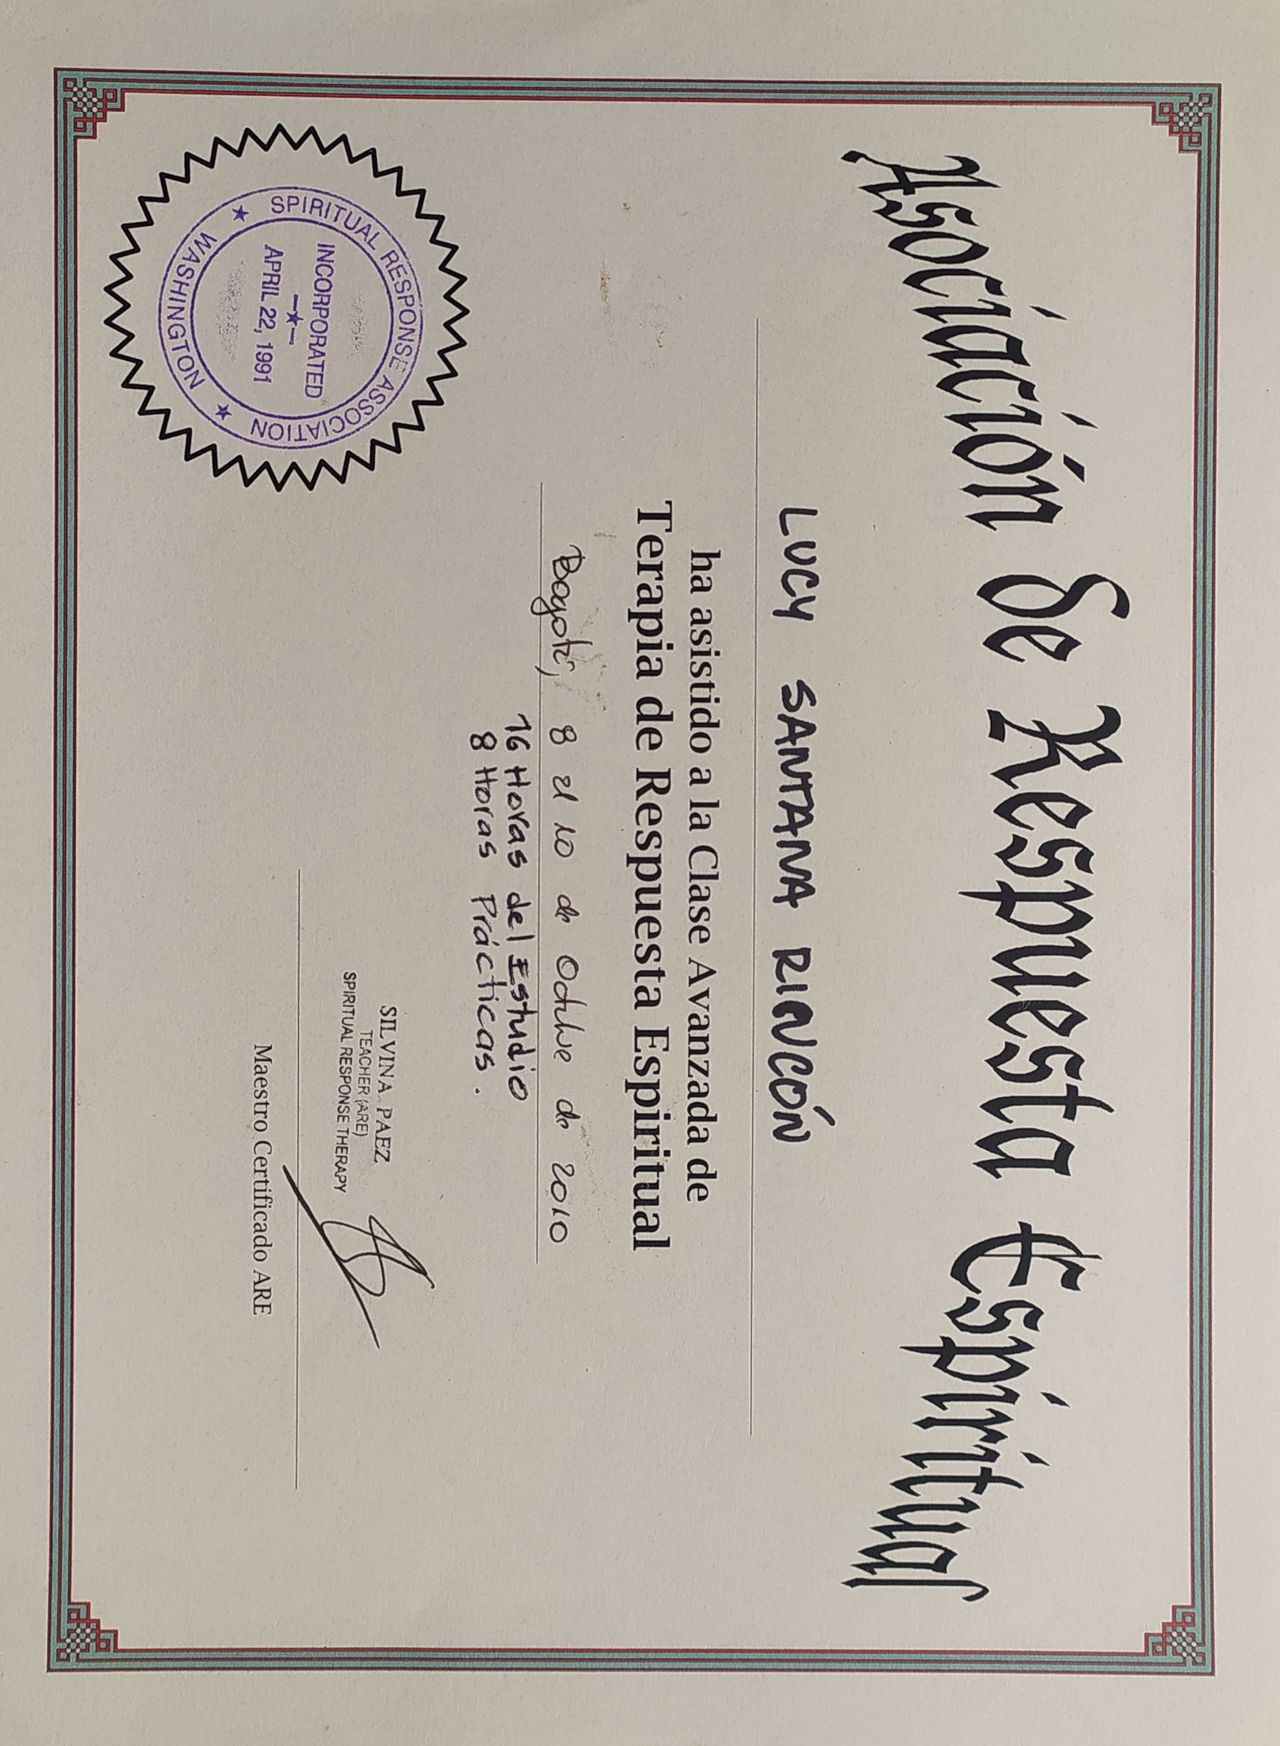 Asociación de Respuesta Espiritual
LUCY SANTANA RINCÓN
ha asistido a la Clase Avanzada de
Terapia de Respuesta Espiritual
Bogotá, 8 al 10 de Octubre de 2010
16 Horas del Estudio
8 Horas Prácticas.
SILVINA PAEZ
TEACHER (ARE)
SPIRITUAL RESPONSE THERAPY
Maestro Certificado ARE
SPIRITUAL RESPONSE ASSOCIATION
INCORPORATED
APRIL 22, 1991
WASHINGTON